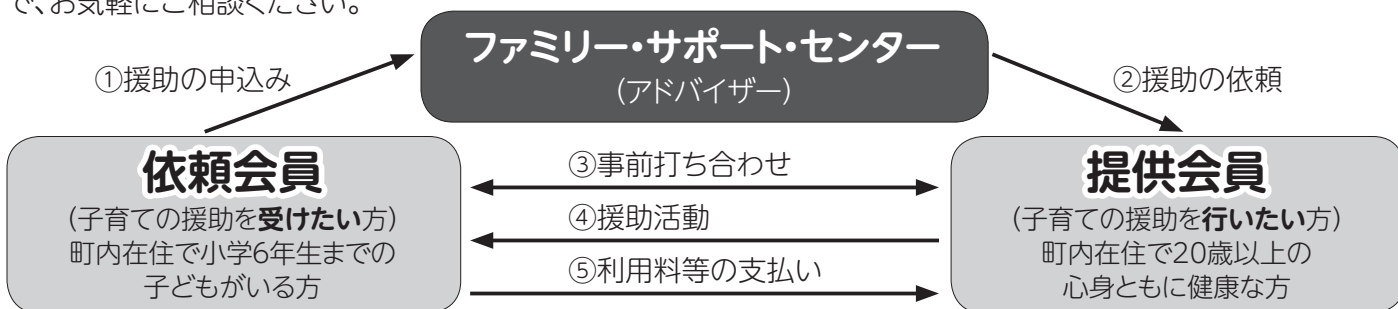 で、お気軽にご相談ください。
ファミリー・サポート・センター
(アドバイザー)
①援助の申込み
②援助の依頼
依頼会員
(子育ての援助を受けたい方)
町内在住で小学6年生までの
子どもがいる方
③事前打ち合わせ
④援助活動
⑤利用料等の支払い
提供会員
(子育ての援助を行いたい方)
町内在住で20歳以上の
心身ともに健康な方